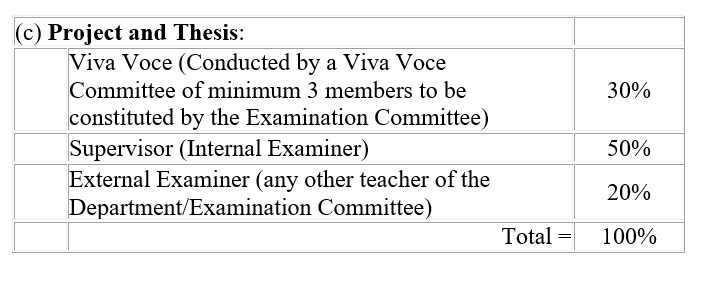 (c) Project and Thesis:
Viva Voce (Conducted by a Viva Voce
Committee of minimum 3 members to be
constituted by the Examination Committee)
30%
Supervisor (Internal Examiner)
50%
External Examiner (any other teacher of the
Department/Examination Committee)
20%
Total =
100%